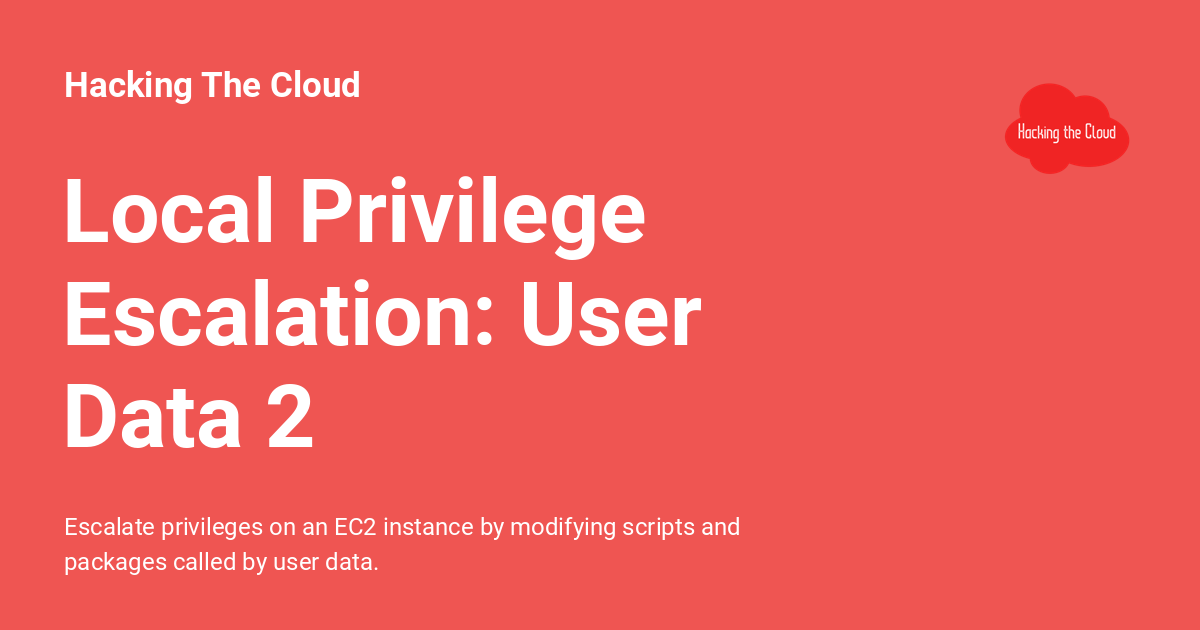 Hacking The Cloud
Hacking the Cloud
Local Privilege
Escalation: User
Data 2
Escalate privileges on an EC2 instance by modifying scripts and
packages called by user data.